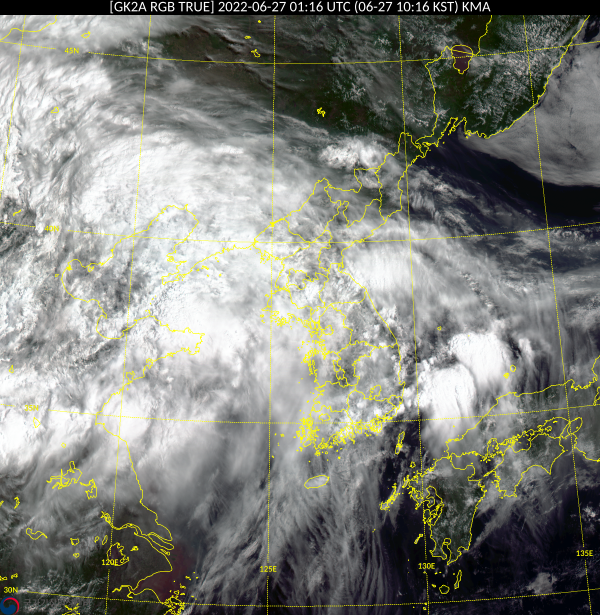 [GK2A RGB TRUE] 2022-06-27 01:16 UTC (06-27 10:16 KST) KMA
45N
120E
125E
130E
135E
30N